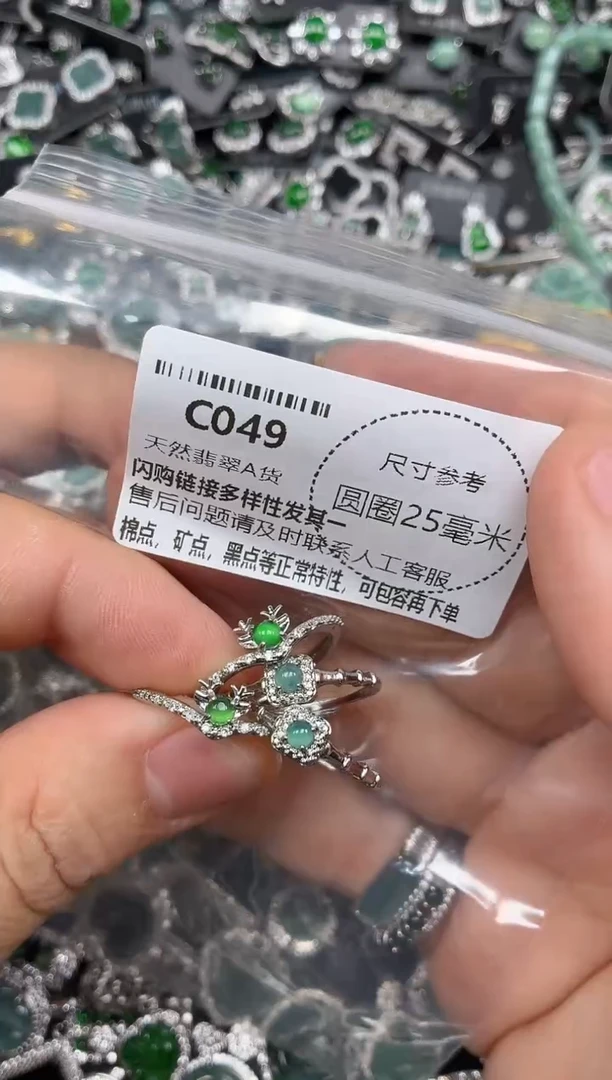 C049
天然翡翠A货
闪购链接多样性发其一
售后问题请及时联系人工客服
棉点，矿点，黑点等正常特性，可包容再下单
尺寸参考
圆圈25毫米